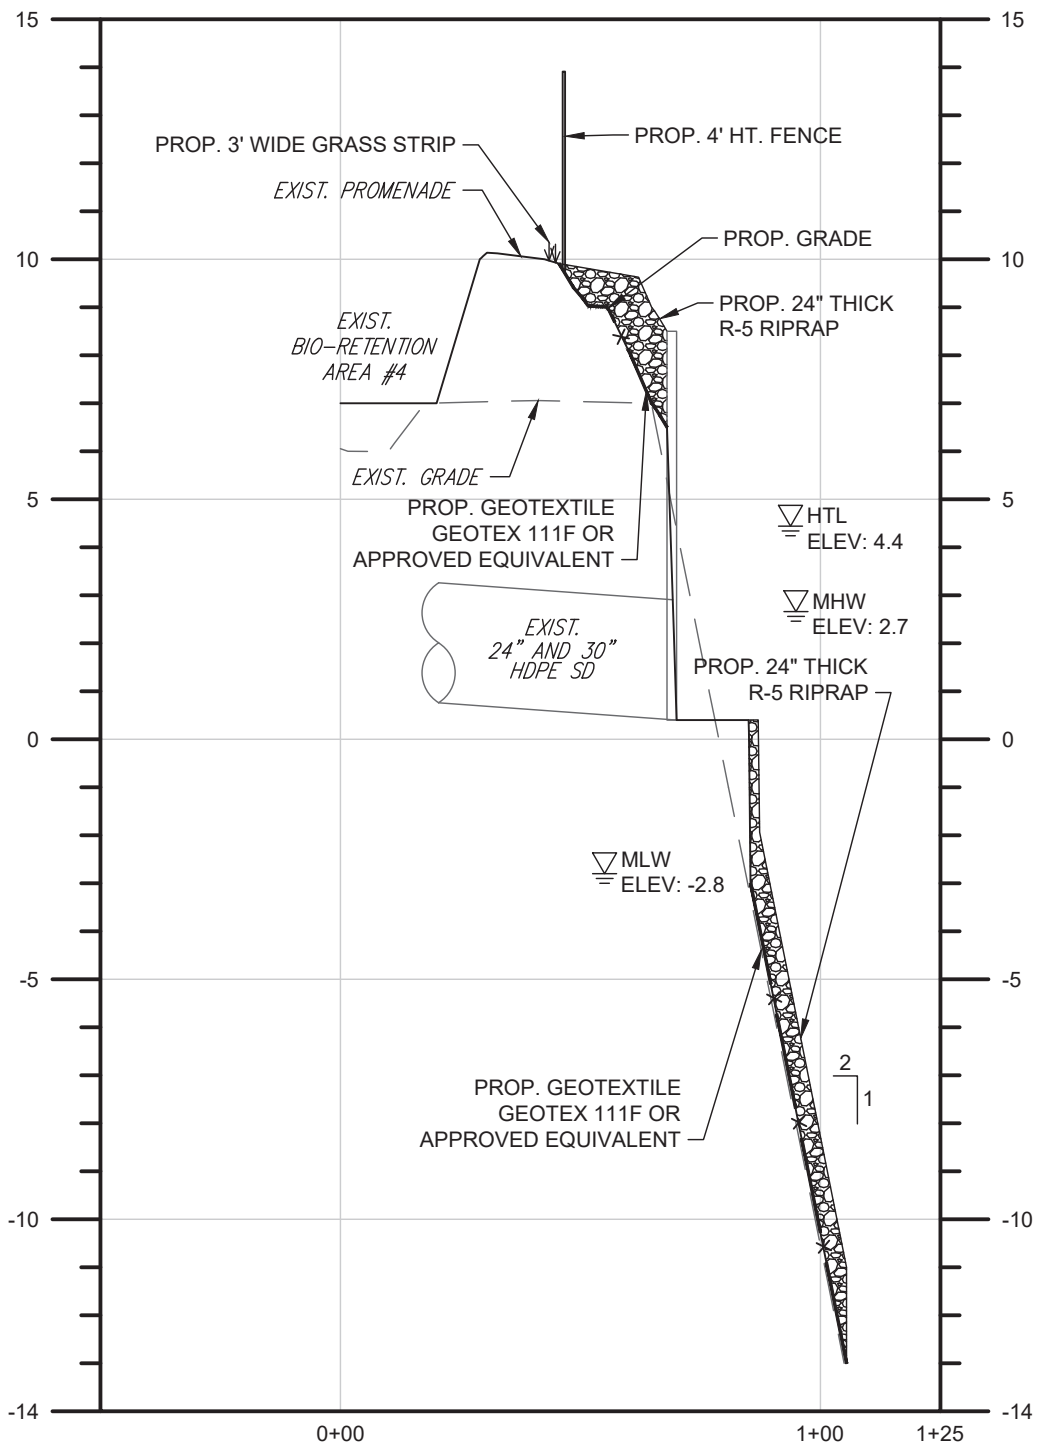 15
15
PROP. 3' WIDE GRASS STRIP
PROP. 4' HT. FENCE
EXIST. PROMENADE
PROP. GRADE
10
10
PROP. 24" THICK
R-5 RIPRAP
EXIST.
BIO-RETENTION
AREA #4
EXIST. GRADE
5
5
PROP. GEOTEXTILE
GEOTEX 111F OR
APPROVED EQUIVALENT
HTL
ELEV: 4.4
MHW
ELEV: 2.7
EXIST.
24" AND 30"
HDPE SD
PROP. 24" THICK
R-5 RIPRAP
0
0
MLW
ELEV: -2.8
-5
-5
2
1
PROP. GEOTEXTILE
GEOTEX 111F OR
APPROVED EQUIVALENT
-10
-10
-14
-14
0+00
1+00
1+25